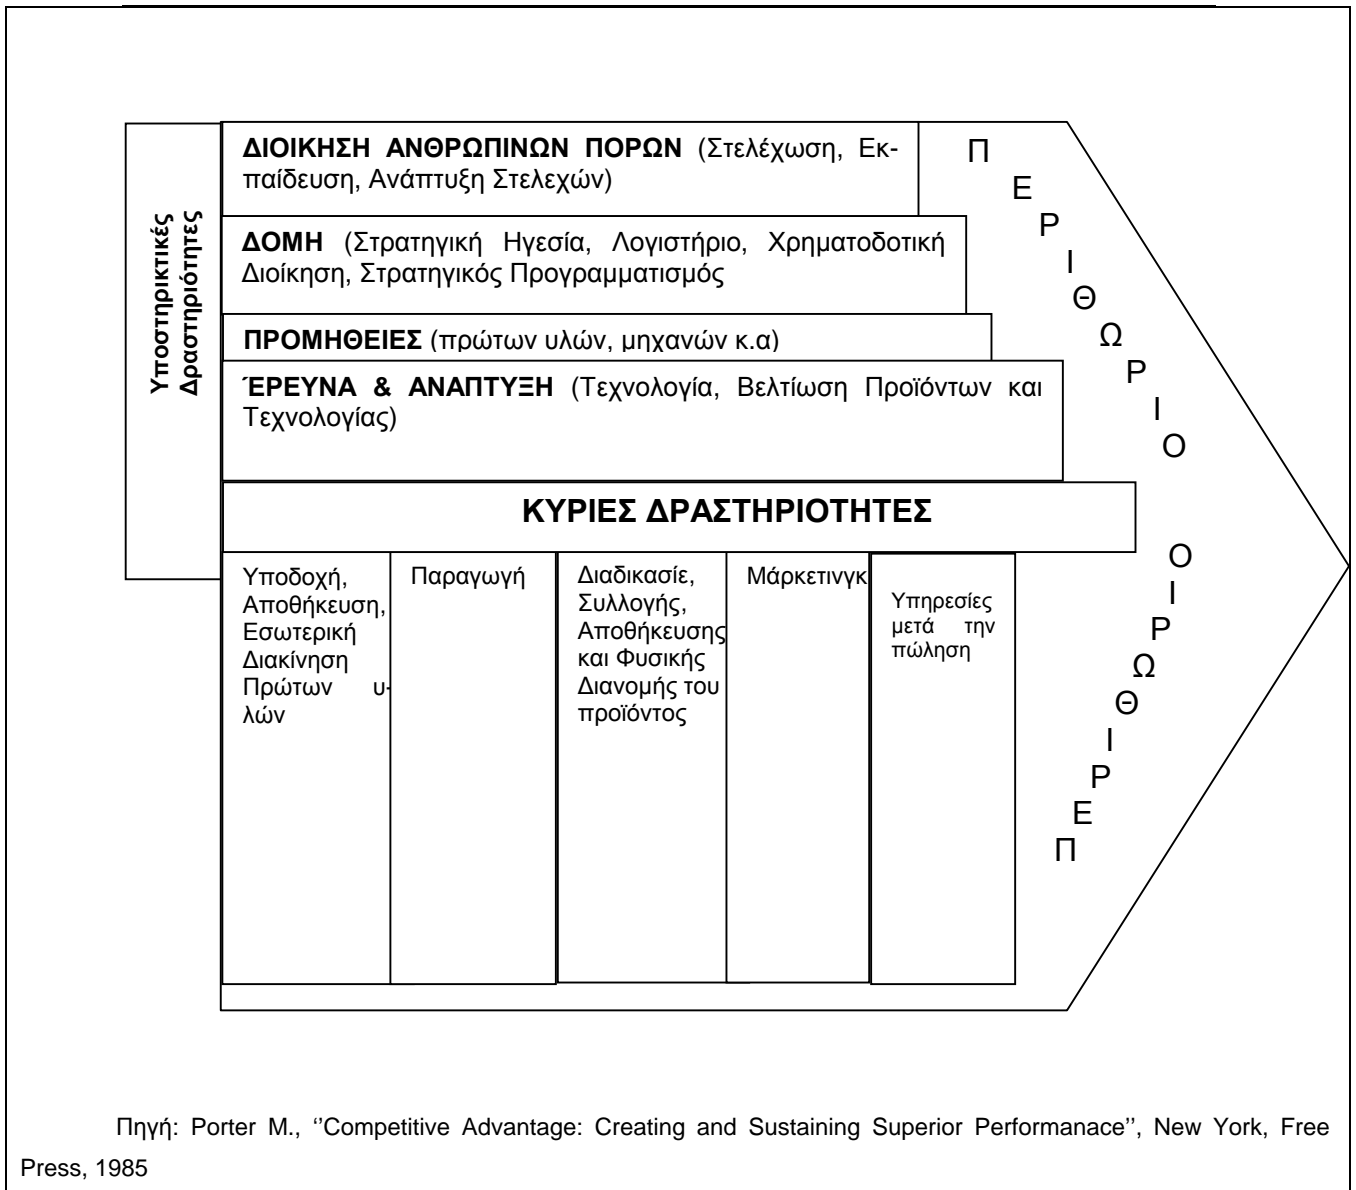 Υποστηρικτικές
Δραστηριότητες
ΔΙΟΙΚΗΣΗ ΑΝΘΡΩΠΙΝΩΝ ΠΟΡΩΝ (Στελέχωση, Εκ-
παίδευση, Ανάπτυξη Στελεχών)
ΔΟΜΗ (Στρατηγική Ηγεσία, Λογιστήριο, Χρηματοδοτική
Διοίκηση, Στρατηγικός Προγραμματισμός
ΠΡΟΜΗΘΕΙΕΣ (πρώτων υλών, μηχανών κ.α)
ΈΡΕΥΝΑ & ΑΝΑΠΤΥΞΗ (Τεχνολογία, Βελτίωση Προϊόντων και
Τεχνολογίας)
ΚΥΡΙΕΣ ΔΡΑΣΤΗΡΙΟΤΗΤΕΣ
Υποδοχή,
Αποθήκευση,
Εσωτερική
Διακίνηση
Πρώτων υ-
λών
Παραγωγή
Διαδικασίε,
Συλλογής,
Αποθήκευσης
και Φυσικής
Διανομής του
προϊόντος
Μάρκετινγκ
Υπηρεσίες
μετά την
πώληση
ΠΕΡΙΘΩΡΙΟ
ΠΕΡΙΘΩΡΙΟ
Πηγή: Porter M., ‘’Competitive Advantage: Creating and Sustaining Superior Performanace’’, New York, Free
Press, 1985